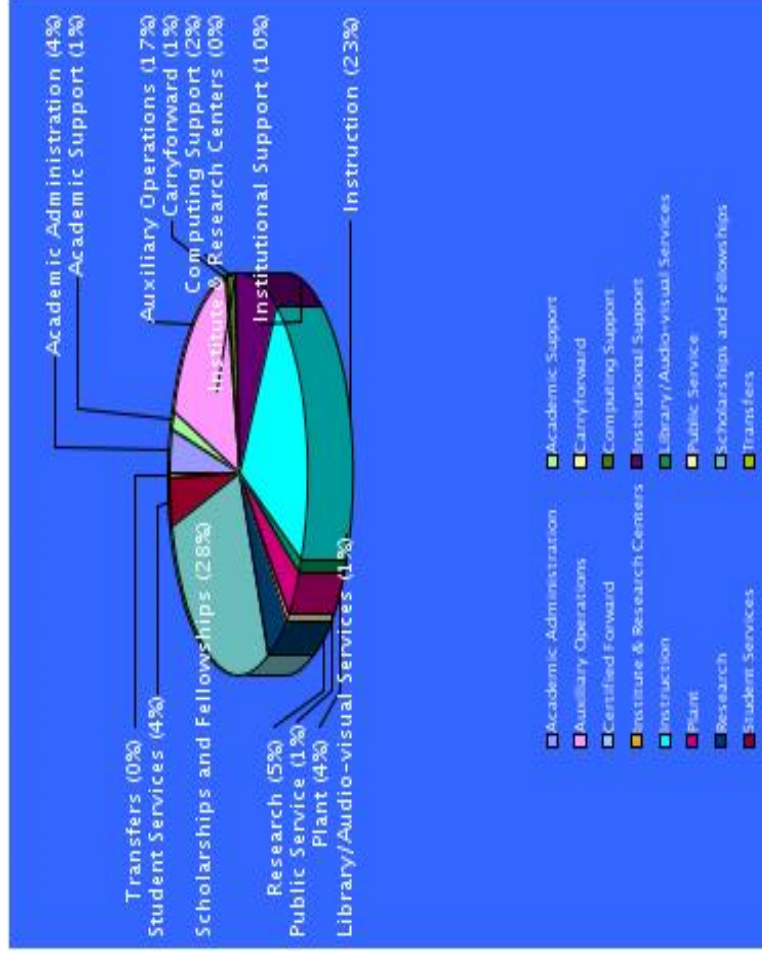 Academic Administration (4%)
Academic Support (1%)
Auxiliary Operations (17%)
Carryforward (1%)
Computing Support (2%)
Institute & Research Centers (0%)
Institutional Support (10%)
Instruction (23%)
Transfers (0%)
Student Services (4%)
Scholarships and Fellowships (28%)
Research (5%)
Public Service (1%)
Plant (4%)
Library/Audio-visual Services (1%)
Academic Administration
Academic Support
Auxiliary Operations
Carryforward
Certified Forward
Computing Support
Institute & Research Centers
Institutional Support
Instruction
Library/Audio-visual Services
Plant
Public Service
Research
Scholarships and Fellowships
Student Services
Transfers